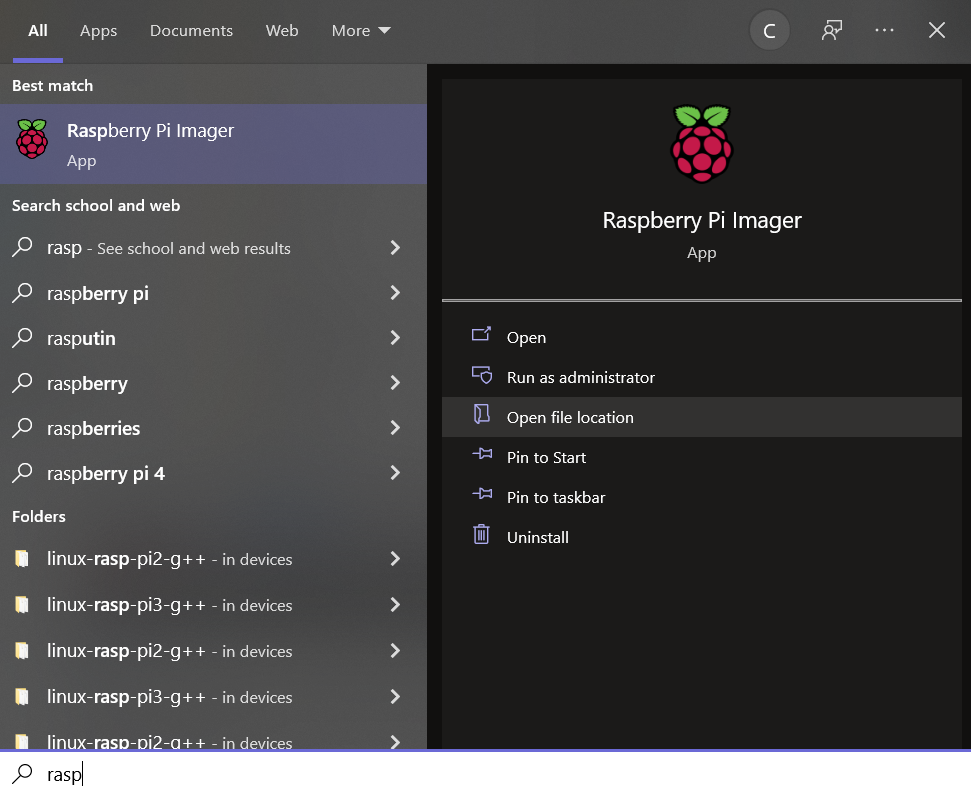 All Apps Documents Web More C
Best match
Raspberry Pi Imager
App
Search school and web
rasp - See school and web results
raspberry pi
rasputin
raspberry
raspberries
raspberry pi 4
Folders
linux-rasp-pi2-g++ - in devices
linux-rasp-pi3-g++ - in devices
linux-rasp-pi2-g++ - in devices
linux-rasp-pi3-g++ - in devices
linux-rasp-pi2-g++ - in devices
Raspberry Pi Imager
App
Open
Run as administrator
Open file location
Pin to Start
Pin to taskbar
Uninstall
rasp